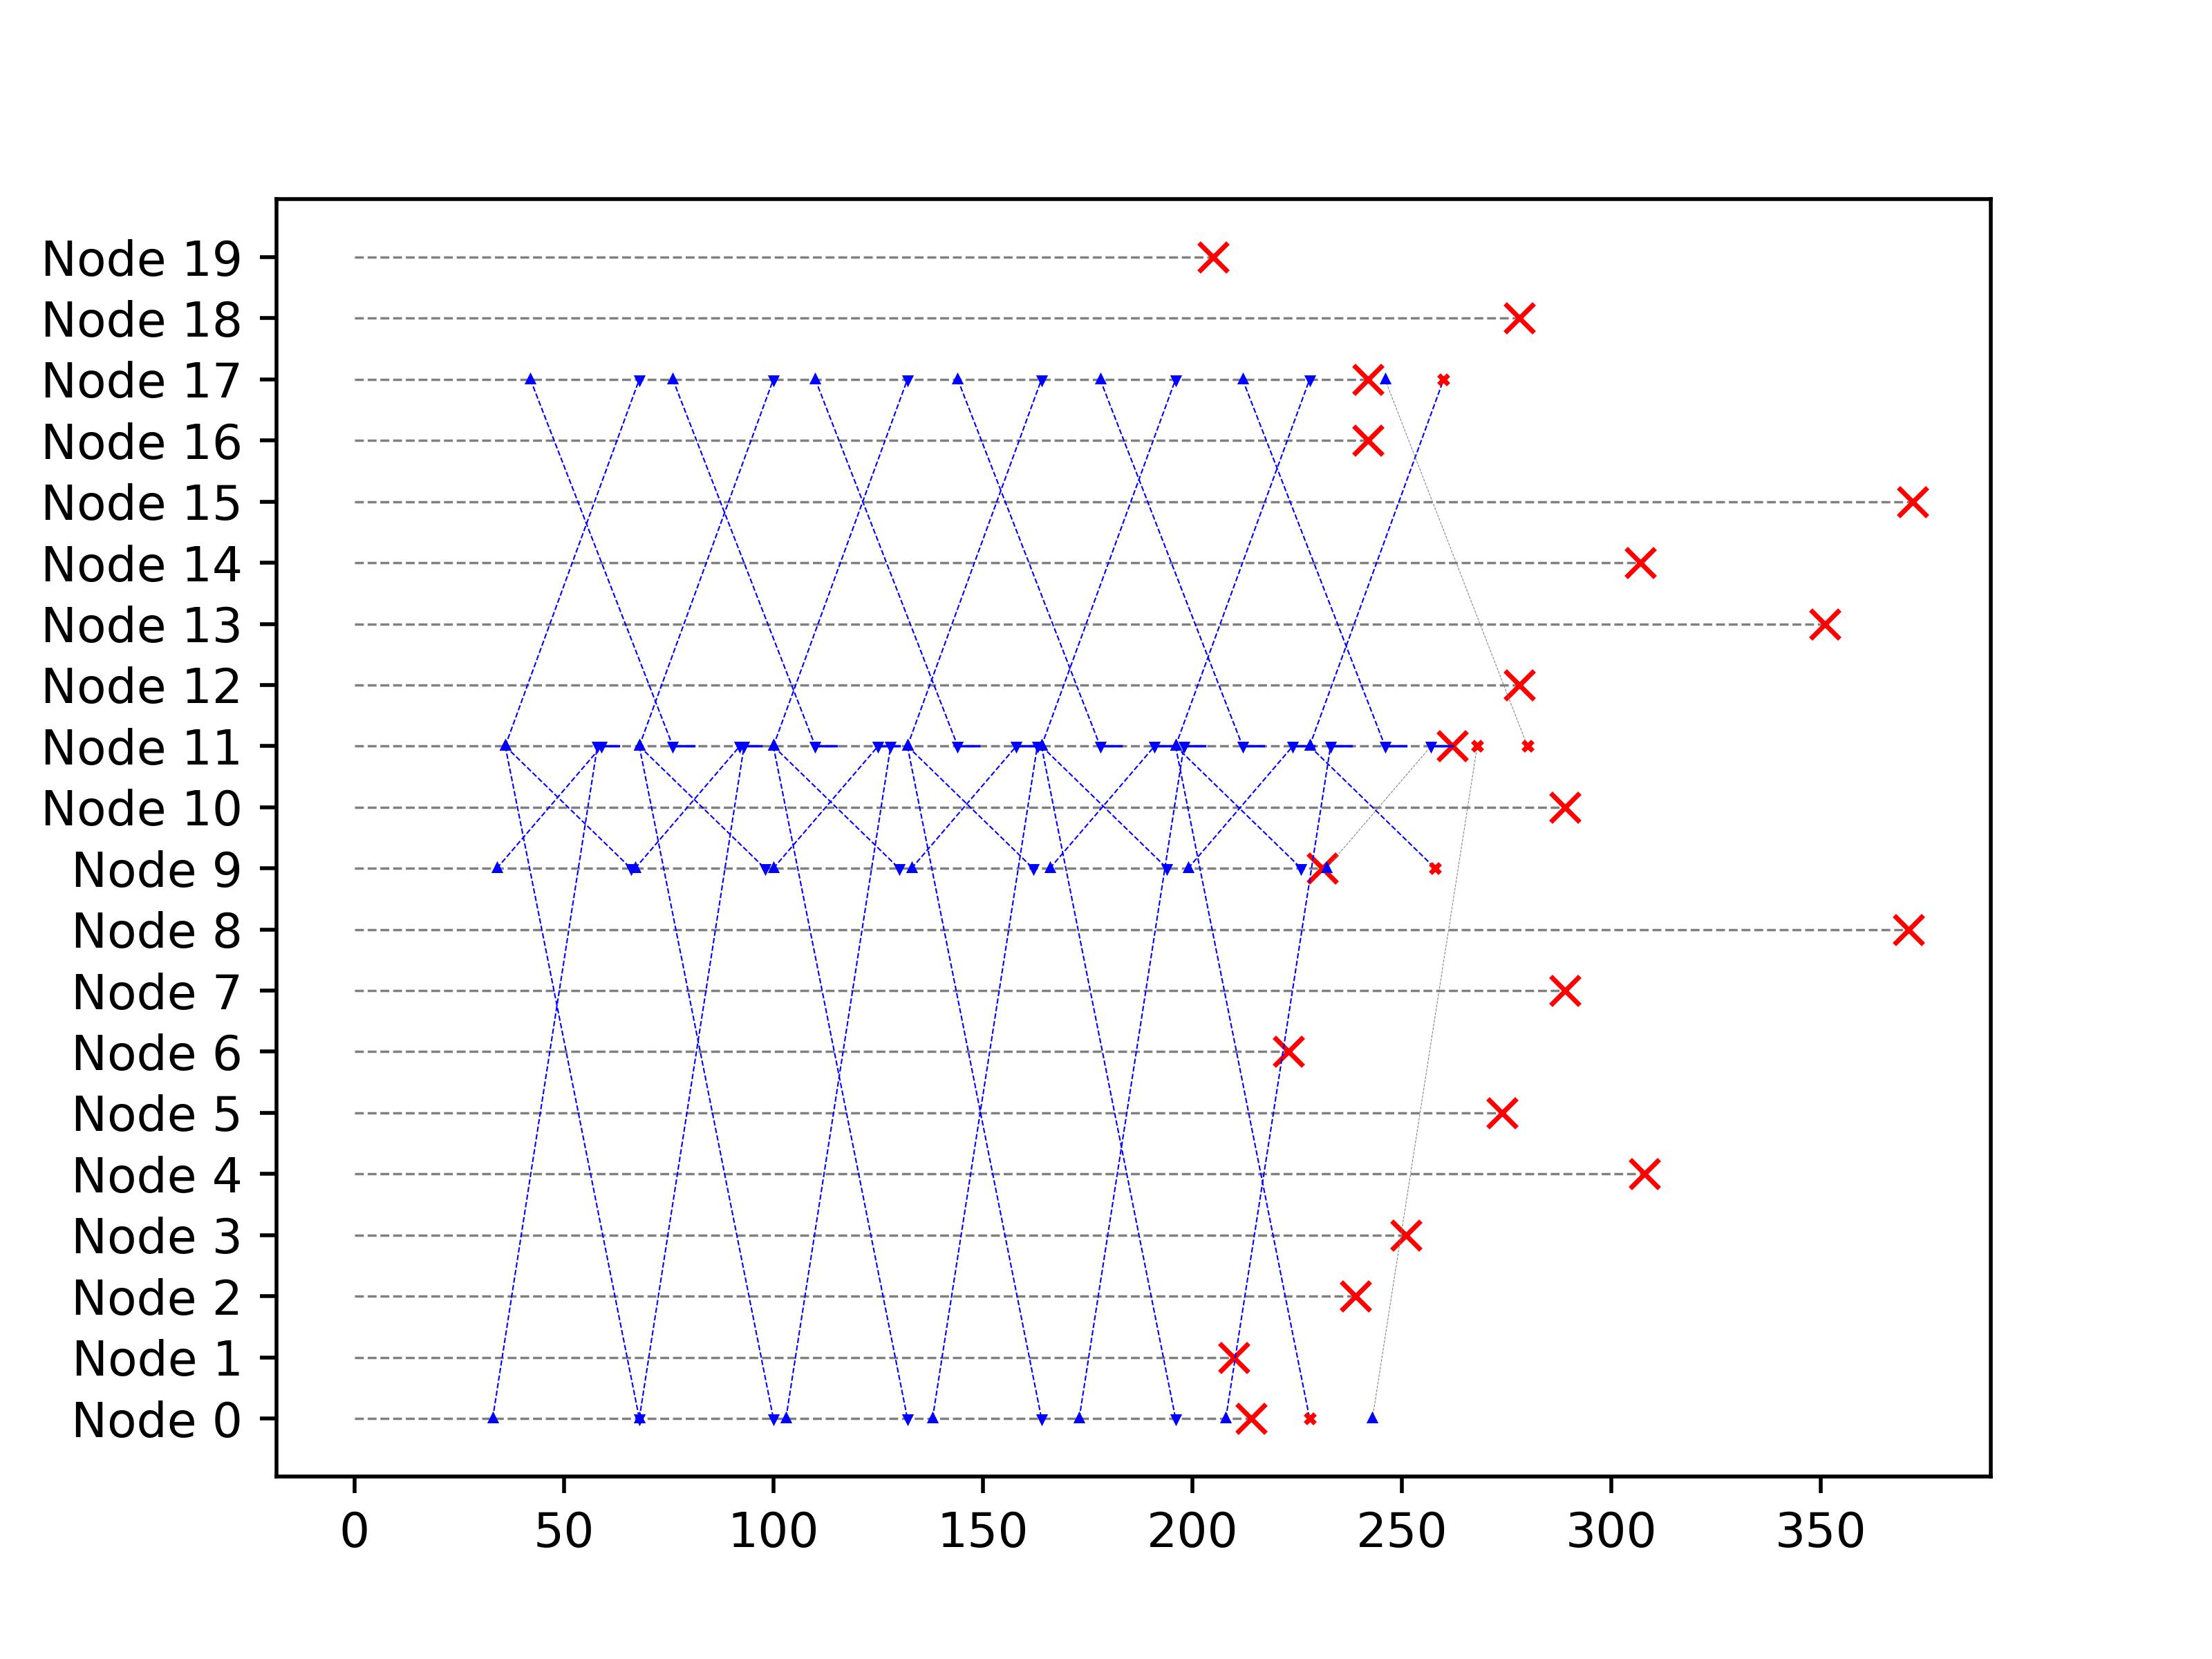 Node 19
Node 18
Node 17
Node 16
Node 15
Node 14
Node 13
Node 12
Node 11
Node 10
Node 9
Node 8
Node 7
Node 6
Node 5
Node 4
Node 3
Node 2
Node 1
Node 0
0 50 100 150 200 250 300 350